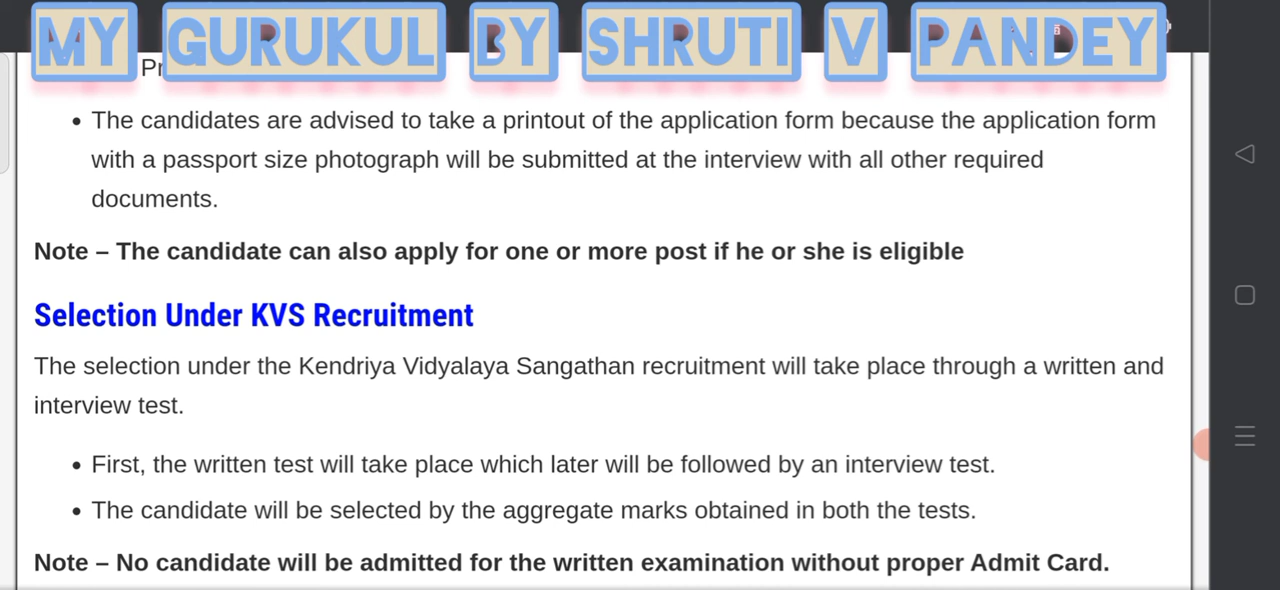 MY GURUKUL BY SHRUTI V PANDEY
• The candidates are advised to take a printout of the application form because the application form
with a passport size photograph will be submitted at the interview with all other required
documents.
Note – The candidate can also apply for one or more post if he or she is eligible
Selection Under KVS Recruitment
The selection under the Kendriya Vidyalaya Sangathan recruitment will take place through a written and
interview test.
• First, the written test will take place which later will be followed by an interview test.
• The candidate will be selected by the aggregate marks obtained in both the tests.
Note – No candidate will be admitted for the written examination without proper Admit Card.